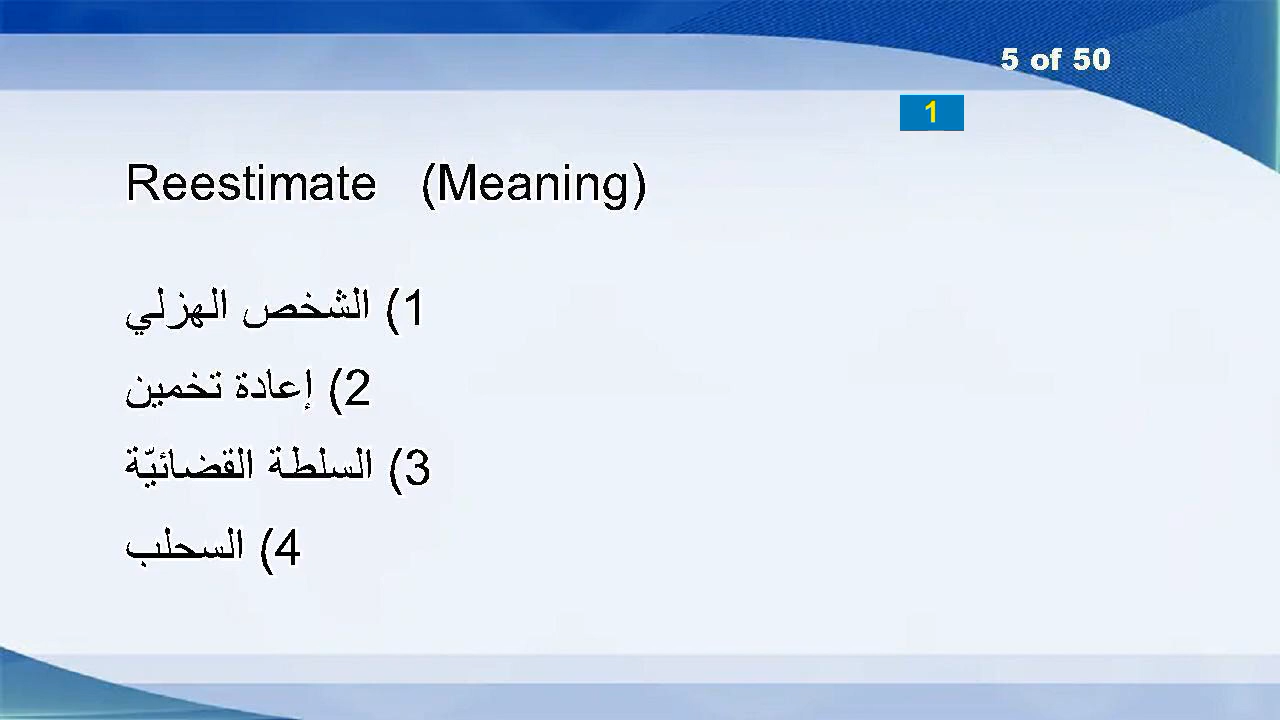 5 of 50
1
Reestimate (Meaning)
1) الشخص الهزلي
2) إعادة تخمين
3) السلطة القضائيّة
4) السحلب